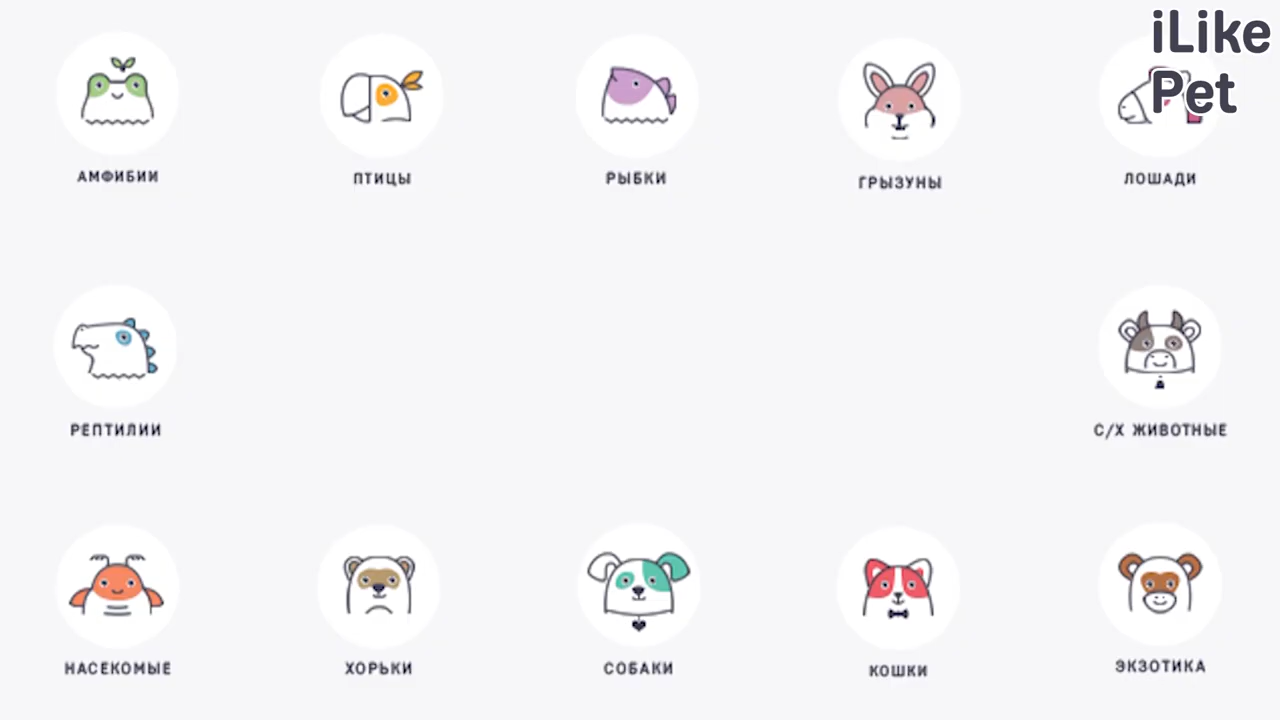 iLike
Pet
АМФИБИИ
ПТИЦЫ
РЫБКИ
ГРЫЗУНЫ
ЛОШАДИ
РЕПТИЛИИ
С/Х ЖИВОТНЫЕ
НАСЕКОМЫЕ
ХОРЬКИ
СОБАКИ
КОШКИ
ЭКЗОТИКА